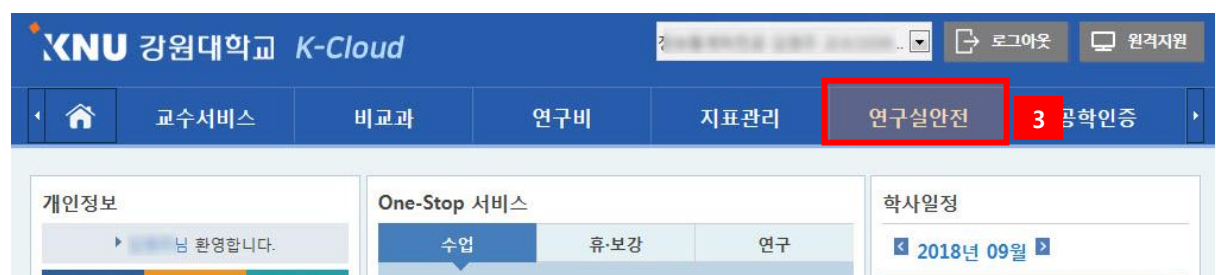 KNU 강원대학교 K-Cloud
로그아웃
원격지원
교수서비스
비교과
연구비
지표관리
연구실안전
3
공학인증
개인정보
님 환영합니다.
One-Stop 서비스
수업
휴·보강
연구
학사일정
2018년 09월